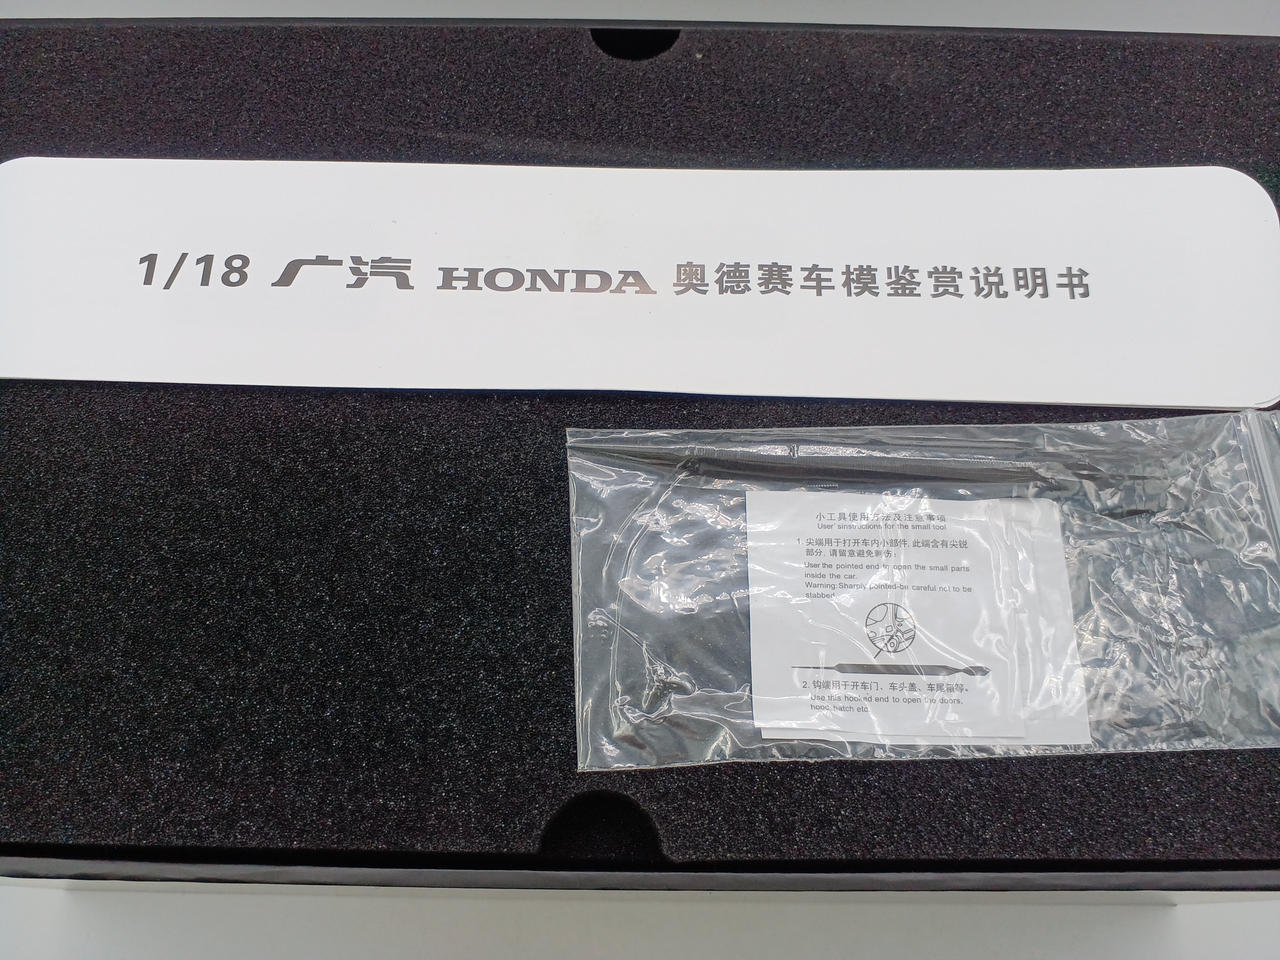 1/18 广汽 HONDA 奥德赛车模鉴赏说明书
小工具使用方法及注意事项
User' sinstructions for the small tool
1. 尖端用于打开车内小部件, 此端含有尖锐
部分, 请留意避免刺伤;
User the pointed end to open the small parts
inside the car.
Warning: Sharply pointed-be careful not to be
stabbed.
2. 钩端用于开车门、车头盖、车尾箱等。
Use this hooked end to open the doors,
hood, hatch etc.